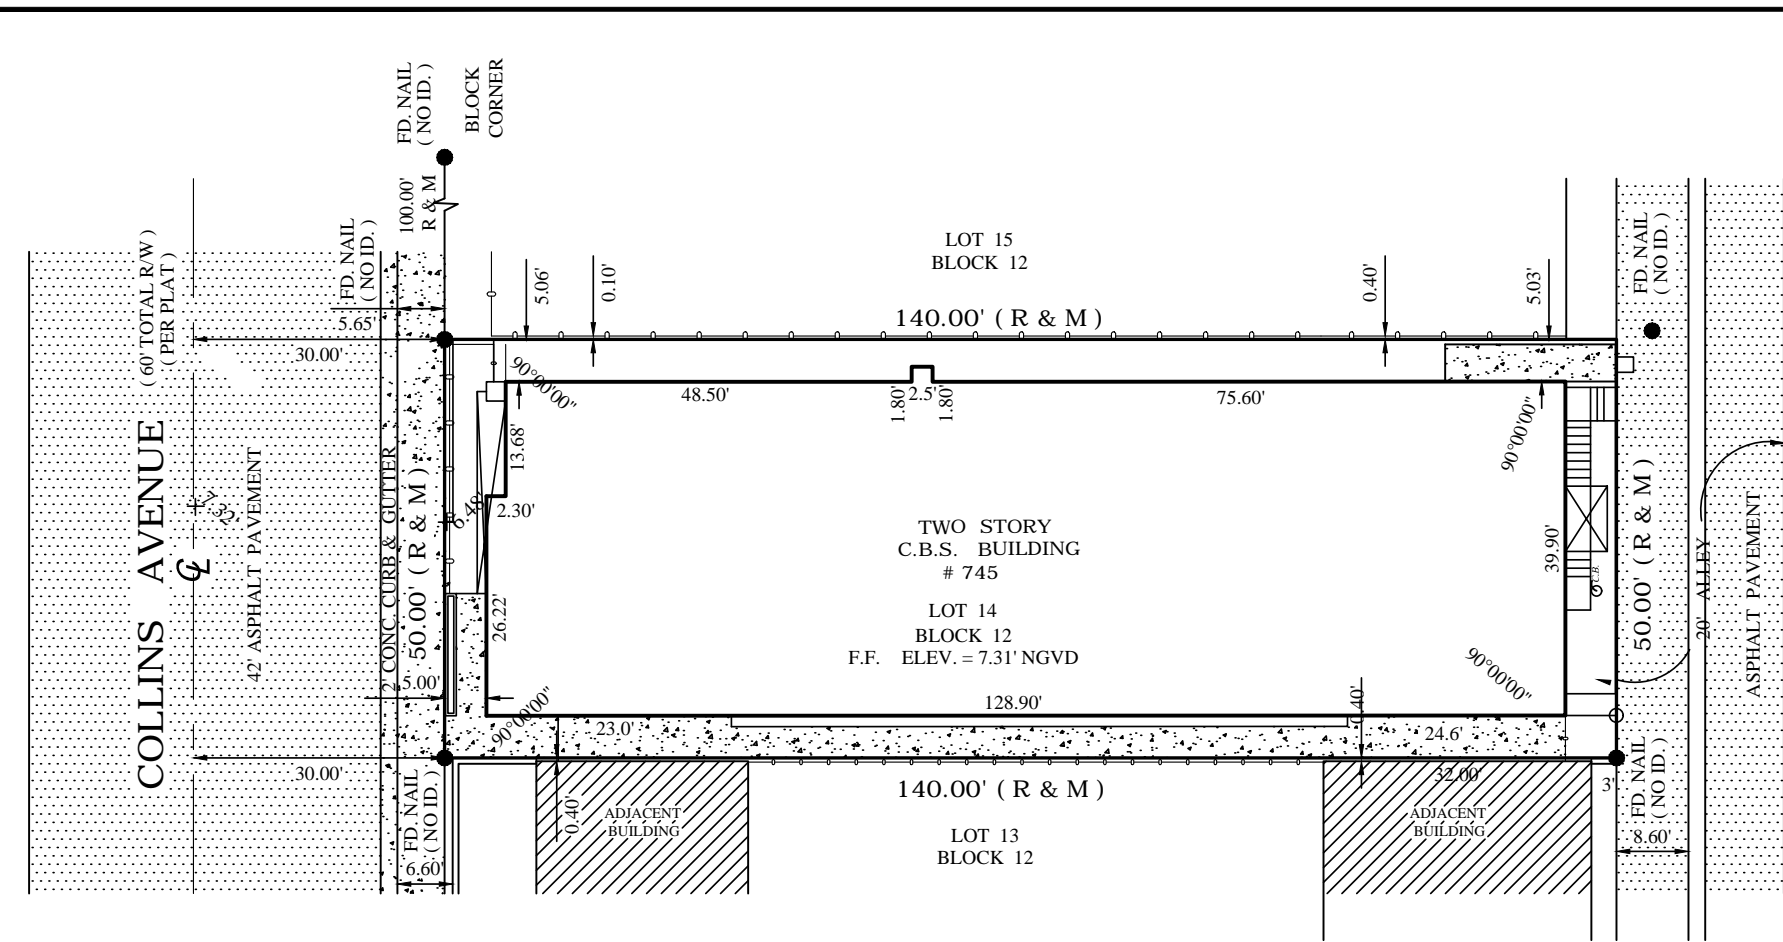 FD. NAIL
( NO ID. )
BLOCK
CORNER
100.00'
R & M
FD. NAIL
( NO ID. )
5.65'
30.00'
( 60' TOTAL R/W )
( PER PLAT )
COLLINS AVENUE
7.32'
42' ASPHALT PAVEMENT
2' CONC. CURB & GUTTER
50.00' ( R & M )
LOT 15
BLOCK 12
5.06'
0.10'
140.00' ( R & M )
0.40'
5.03'
FD. NAIL
( NO ID. )
90°00'00"
48.50'
1.80'
2.5'
1.80'
75.60'
90°00'00"
13.68'
6.48'
2.30'
26.22'
TWO STORY
C.B.S. BUILDING
# 745
LOT 14
BLOCK 12
F.F. ELEV. = 7.31' NGVD
39.90'
C.B.
50.00' ( R & M )
20' ALLEY
ASPHALT PAVEMENT
90°00'00"
5.00'
90°00'00"
128.90'
0.40'
23.0'
24.6'
30.00'
FD. NAIL
( NO ID. )
6.60'
0.40'
ADJACENT
BUILDING
140.00' ( R & M )
LOT 13
BLOCK 12
32.00'
ADJACENT
BUILDING
3'
FD. NAIL
( NO ID. )
8.60'